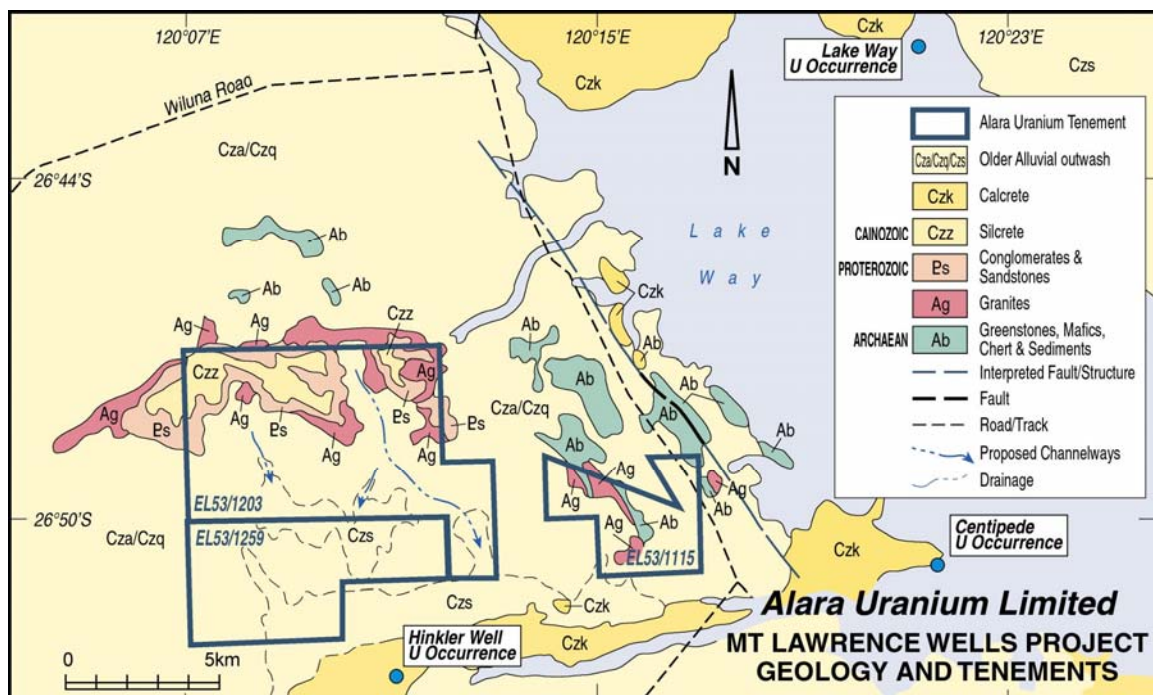 120°07'E
120°15'E
120°23'E
Czk
Lake Way
U Occurrence
Czs
Czk
Wiluna Road
Cza/Czq
26°44'S
N
Alara Uranium Tenement
Cza/Czq/Czs
Older Alluvial outwash
Czk
Calcrete
CAINOZOIC
Czz
Silcrete
PROTEROZOIC
Ps
Conglomerates &
Sandstones
Ag
Granites
ARCHAEAN
Ab
Greenstones, Mafics,
Chert & Sediments
Interpreted Fault/Structure
Fault
Road/Track
Proposed Channelways
Drainage
Lake
Way
Ab
Ab
Ab
Czk
Ag
Ag
Czz
Ab
Ab
Czz
Ag
Ab
Ab
Ag
Ps
Ag
Ps
Ps
Ps
Cza/Czq
Ab
Ab
Ab
Ag
Ag
Ag
Ag
Ag
Ag
Ab
EL53/1203
26°50'S
Ag
Ab
Cza/Czq
EL53/1259
Czs
EL53/1115
Czk
Centipede
U Occurrence
Czs
Czk
Hinkler Well
U Occurrence
Czk
0
5km
Alara Uranium Limited
MT LAWRENCE WELLS PROJECT
GEOLOGY AND TENEMENTS